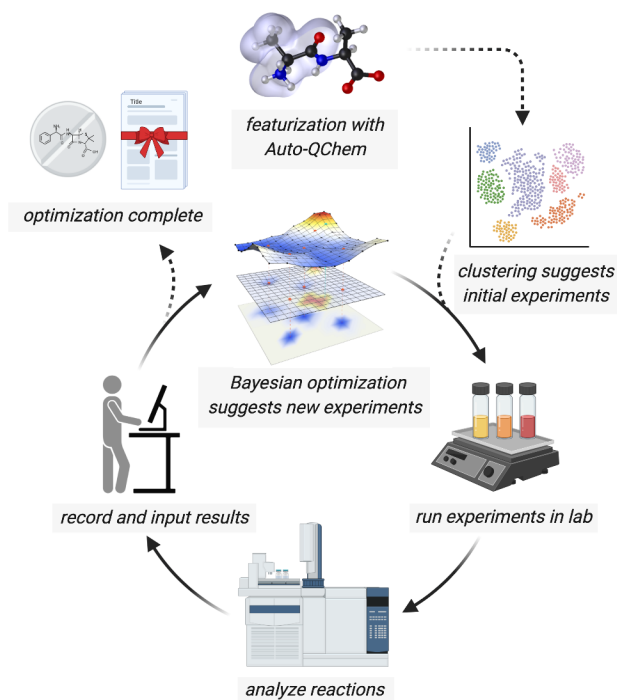 featurization with
Auto-QChem
Title
optimization complete
clustering suggests
initial experiments
Bayesian optimization
suggests new experiments
record and input results
run experiments in lab
analyze reactions